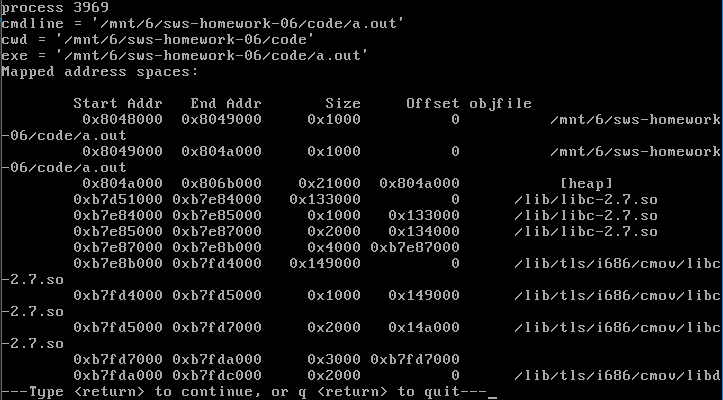 process 3969
cmdline = '/mnt/6/sws-homework-06/code/a.out'
cwd = '/mnt/6/sws-homework-06/code'
exe = '/mnt/6/sws-homework-06/code/a.out'
Mapped address spaces:
Start Addr End Addr Size Offset objfile
0x8048000 0x8049000 0x1000 0 /mnt/6/sws-homework
-06/code/a.out
0x8049000 0x804a000 0x1000 0 /mnt/6/sws-homework
-06/code/a.out
0x804a000 0x806b000 0x21000 0x804a000 [heap]
0xb7d51000 0xb7e84000 0x133000 0 /lib/libc-2.7.so
0xb7e84000 0xb7e85000 0x1000 0x133000 /lib/libc-2.7.so
0xb7e85000 0xb7e87000 0x2000 0x134000 /lib/libc-2.7.so
0xb7e87000 0xb7e8b000 0x4000 0xb7e87000
0xb7e8b000 0xb7fd4000 0x149000 0 /lib/tls/i686/cmov/libc
-2.7.so
0xb7fd4000 0xb7fd5000 0x1000 0x149000 /lib/tls/i686/cmov/libc
-2.7.so
0xb7fd5000 0xb7fd7000 0x2000 0x14a000 /lib/tls/i686/cmov/libc
-2.7.so
0xb7fd7000 0xb7fda000 0x3000 0xb7fd7000
0xb7fda000 0xb7fdc000 0x2000 0 /lib/tls/i686/cmov/libd
---Type <return> to continue, or q <return> to quit---_